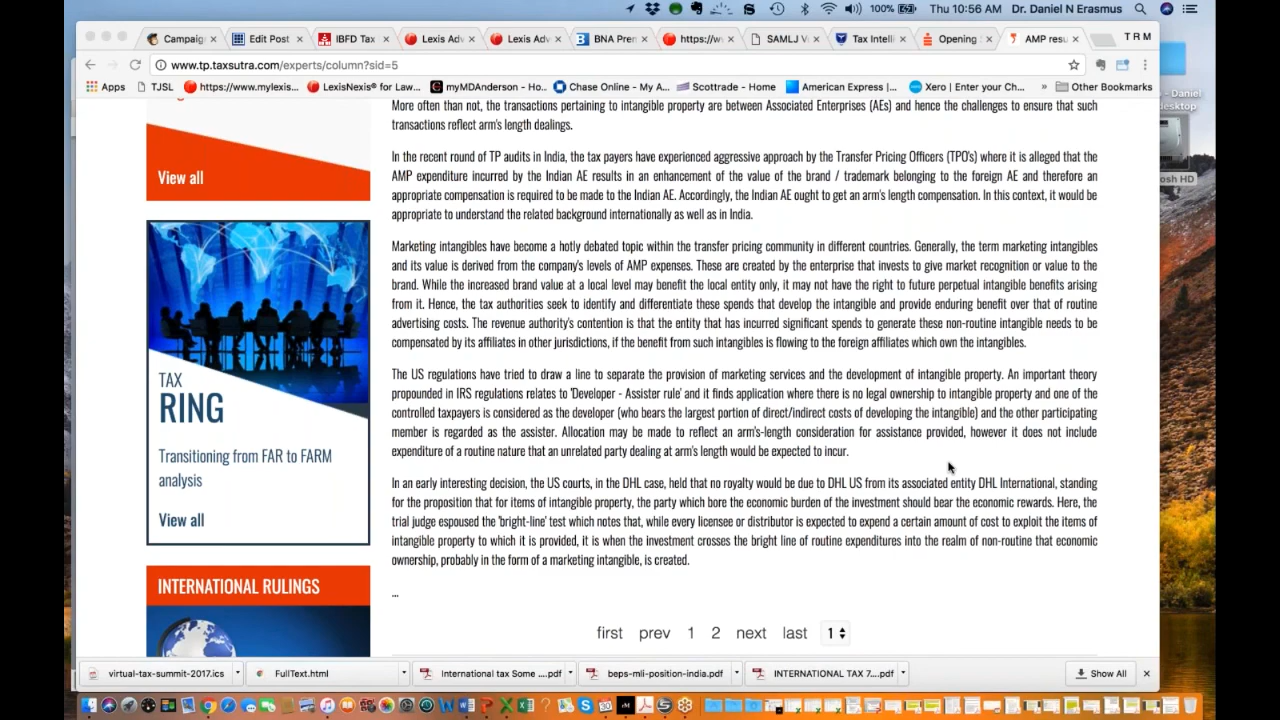 100%
Thu 10:56 AM
Dr. Daniel N Erasmus
Campaig
Edit Post
IBFD Tax
Lexis Adv
Lexis Adv
BNA Pren
https://w
SAMLJ V
Tax Intelli
Opening
AMP resu
TRM
www.tp.taxsutra.com/experts/column?sid=5
Apps
TJSL
https://www.mylexis...
LexisNexis® for Law...
myMDAnderson - Ho...
Chase Online - My A...
Scottrade - Home
American Express |...
Xero | Enter your Ch...
»
Other Bookmarks
- Daniel
desktop
osh HD
More often than not, the transactions pertaining to intangible property are between Associated Enterprises (AEs) and hence the challenges to ensure that such
transactions reflect arm's length dealings.
In the recent round of TP audits in India, the tax payers have experienced aggressive approach by the Transfer Pricing Officers (TPO's) where it is alleged that the
AMP expenditure incurred by the Indian AE results in an enhancement of the value of the brand / trademark belonging to the foreign AE and therefore an
appropriate compensation is required to be made to the Indian AE. Accordingly, the Indian AE ought to get an arm's length compensation. In this context, it would be
appropriate to understand the related background internationally as well as in India.
Marketing intangibles have become a hotly debated topic within the transfer pricing community in different countries. Generally, the term marketing intangibles
and its value is derived from the company's levels of AMP expenses. These are created by the enterprise that invests to give market recognition or value to the
brand. While the increased brand value at a local level may benefit the local entity only, it may not have the right to future perpetual intangible benefits arising
from it. Hence, the tax authorities seek to identify and differentiate these spends that develop the intangible and provide enduring benefit over that of routine
advertising costs. The revenue authority's contention is that the entity that has incurred significant spends to generate these non-routine intangible needs to be
compensated by its affiliates in other jurisdictions, if the benefit from such intangibles is flowing to the foreign affiliates which own the intangibles.
The US regulations have tried to draw a line to separate the provision of marketing services and the development of intangible property. An important theory
propounded in IRS regulations relates to 'Developer - Assister rule' and it finds application where there is no legal ownership to intangible property and one of the
controlled taxpayers is considered as the developer (who bears the largest portion of direct/indirect costs of developing the intangible) and the other participating
member is regarded as the assister. Allocation may be made to reflect an arm's-length consideration for assistance provided, however it does not include
expenditure of a routine nature that an unrelated party dealing at arm's length would be expected to incur.
In an early interesting decision, the US courts, in the DHL case, held that no royalty would be due to DHL US from its associated entity DHL International, standing
for the proposition that for items of intangible property, the party which bore the economic burden of the investment should bear the economic rewards. Here, the
trial judge espoused the 'bright-line' test which notes that, while every licensee or distributor is expected to expend a certain amount of cost to exploit the items of
intangible property to which it is provided, it is when the investment crosses the bright line of routine expenditures into the realm of non-routine that economic
ownership, probably in the form of a marketing intangible, is created.
...
first prev 1 2 next last 1
View all
TAX
RING
Transitioning from FAR to FARM
analysis
View all
INTERNATIONAL RULINGS
virtual-tax-summit-2017.ics
FullText.html
International tax Some ....pdf
beps-mli-position-india.pdf
INTERNATIONAL TAX 7....pdf
Show All